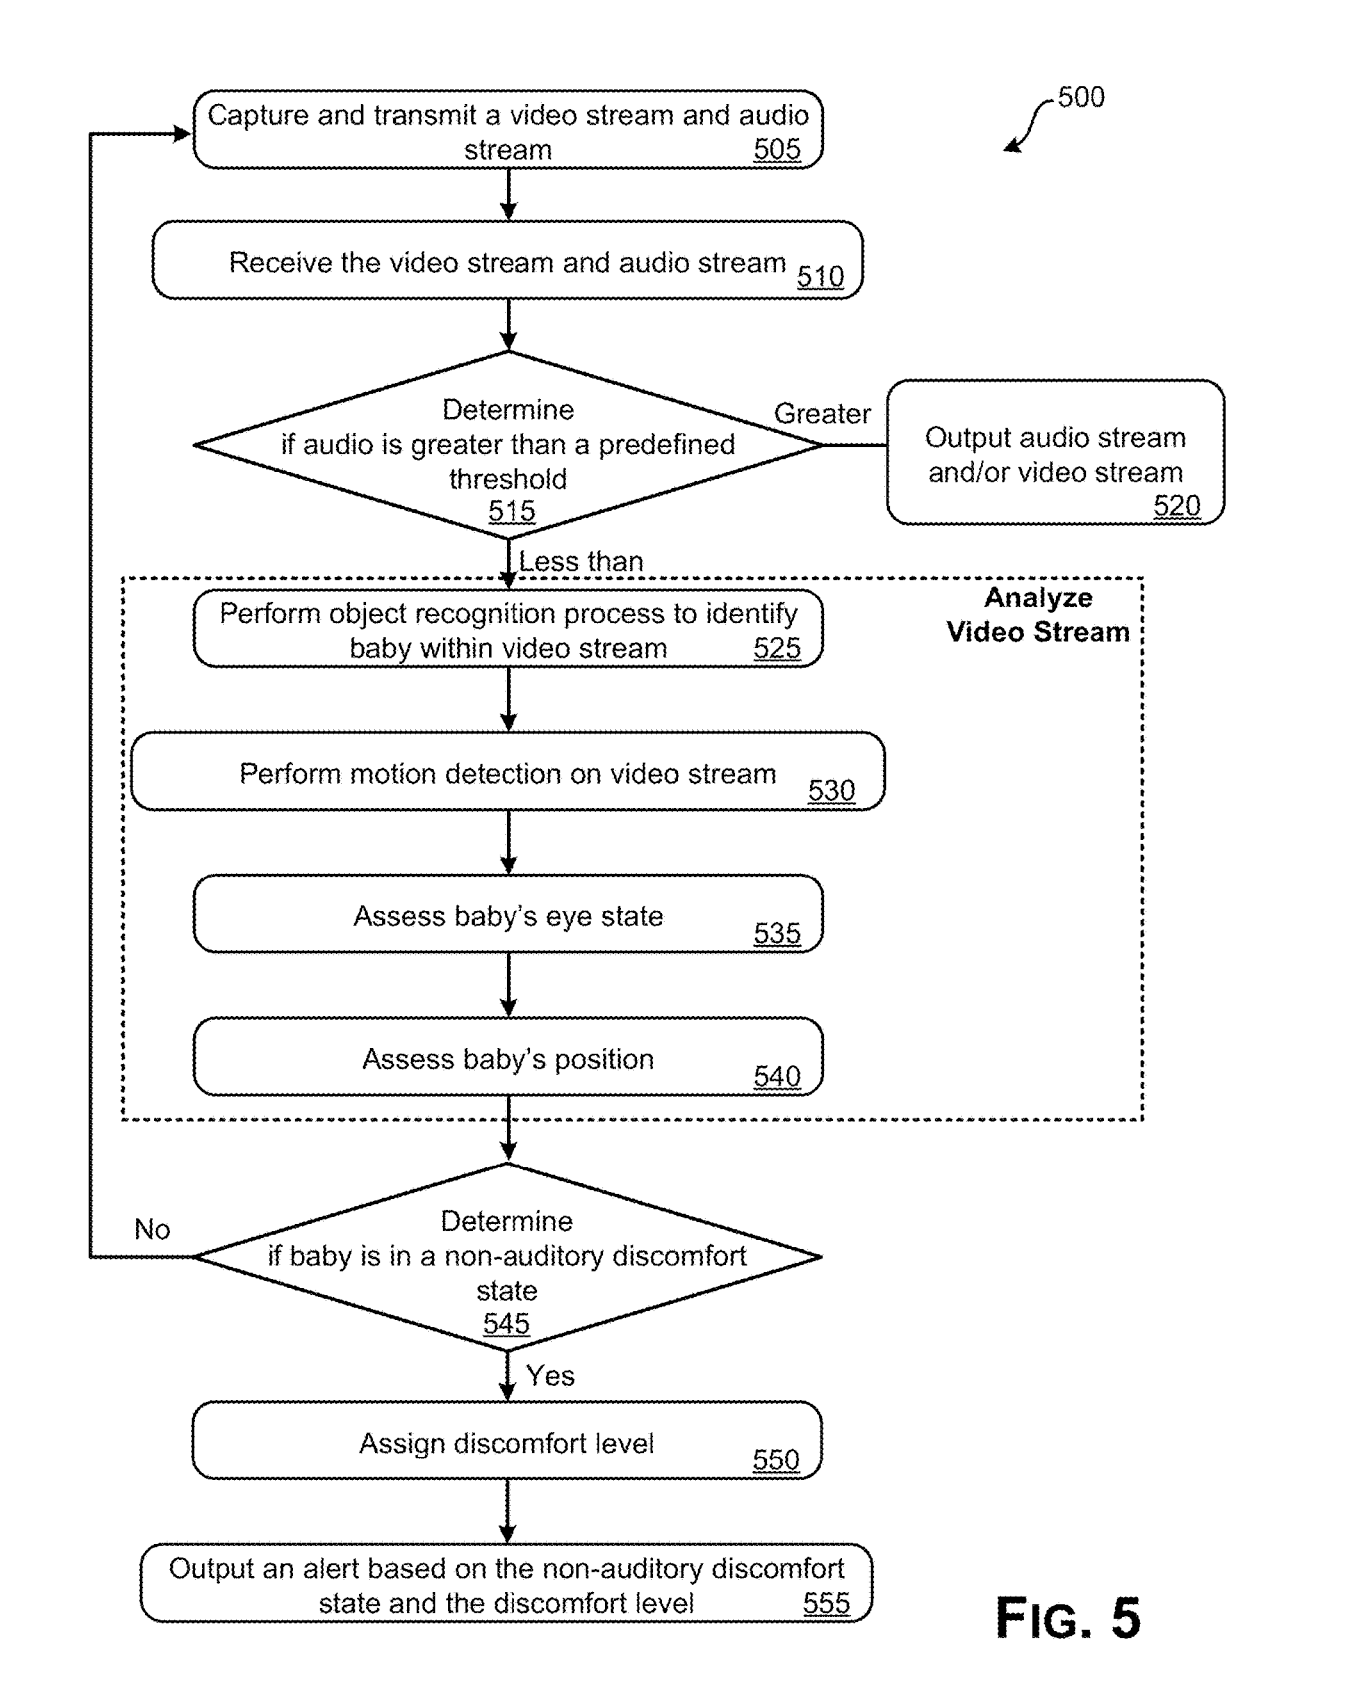 500
Capture and transmit a video stream and audio
stream 505
Receive the video stream and audio stream 510
Determine
if audio is greater than a predefined
threshold
515
Greater
Output audio stream
and/or video stream
520
Less than
Analyze
Video Stream
Perform object recognition process to identify
baby within video stream 525
Perform motion detection on video stream 530
Assess baby’s eye state 535
Assess baby’s position 540
No
Determine
if baby is in a non-auditory discomfort
state
545
Yes
Assign discomfort level 550
Output an alert based on the non-auditory discomfort
state and the discomfort level 555
FIG. 5